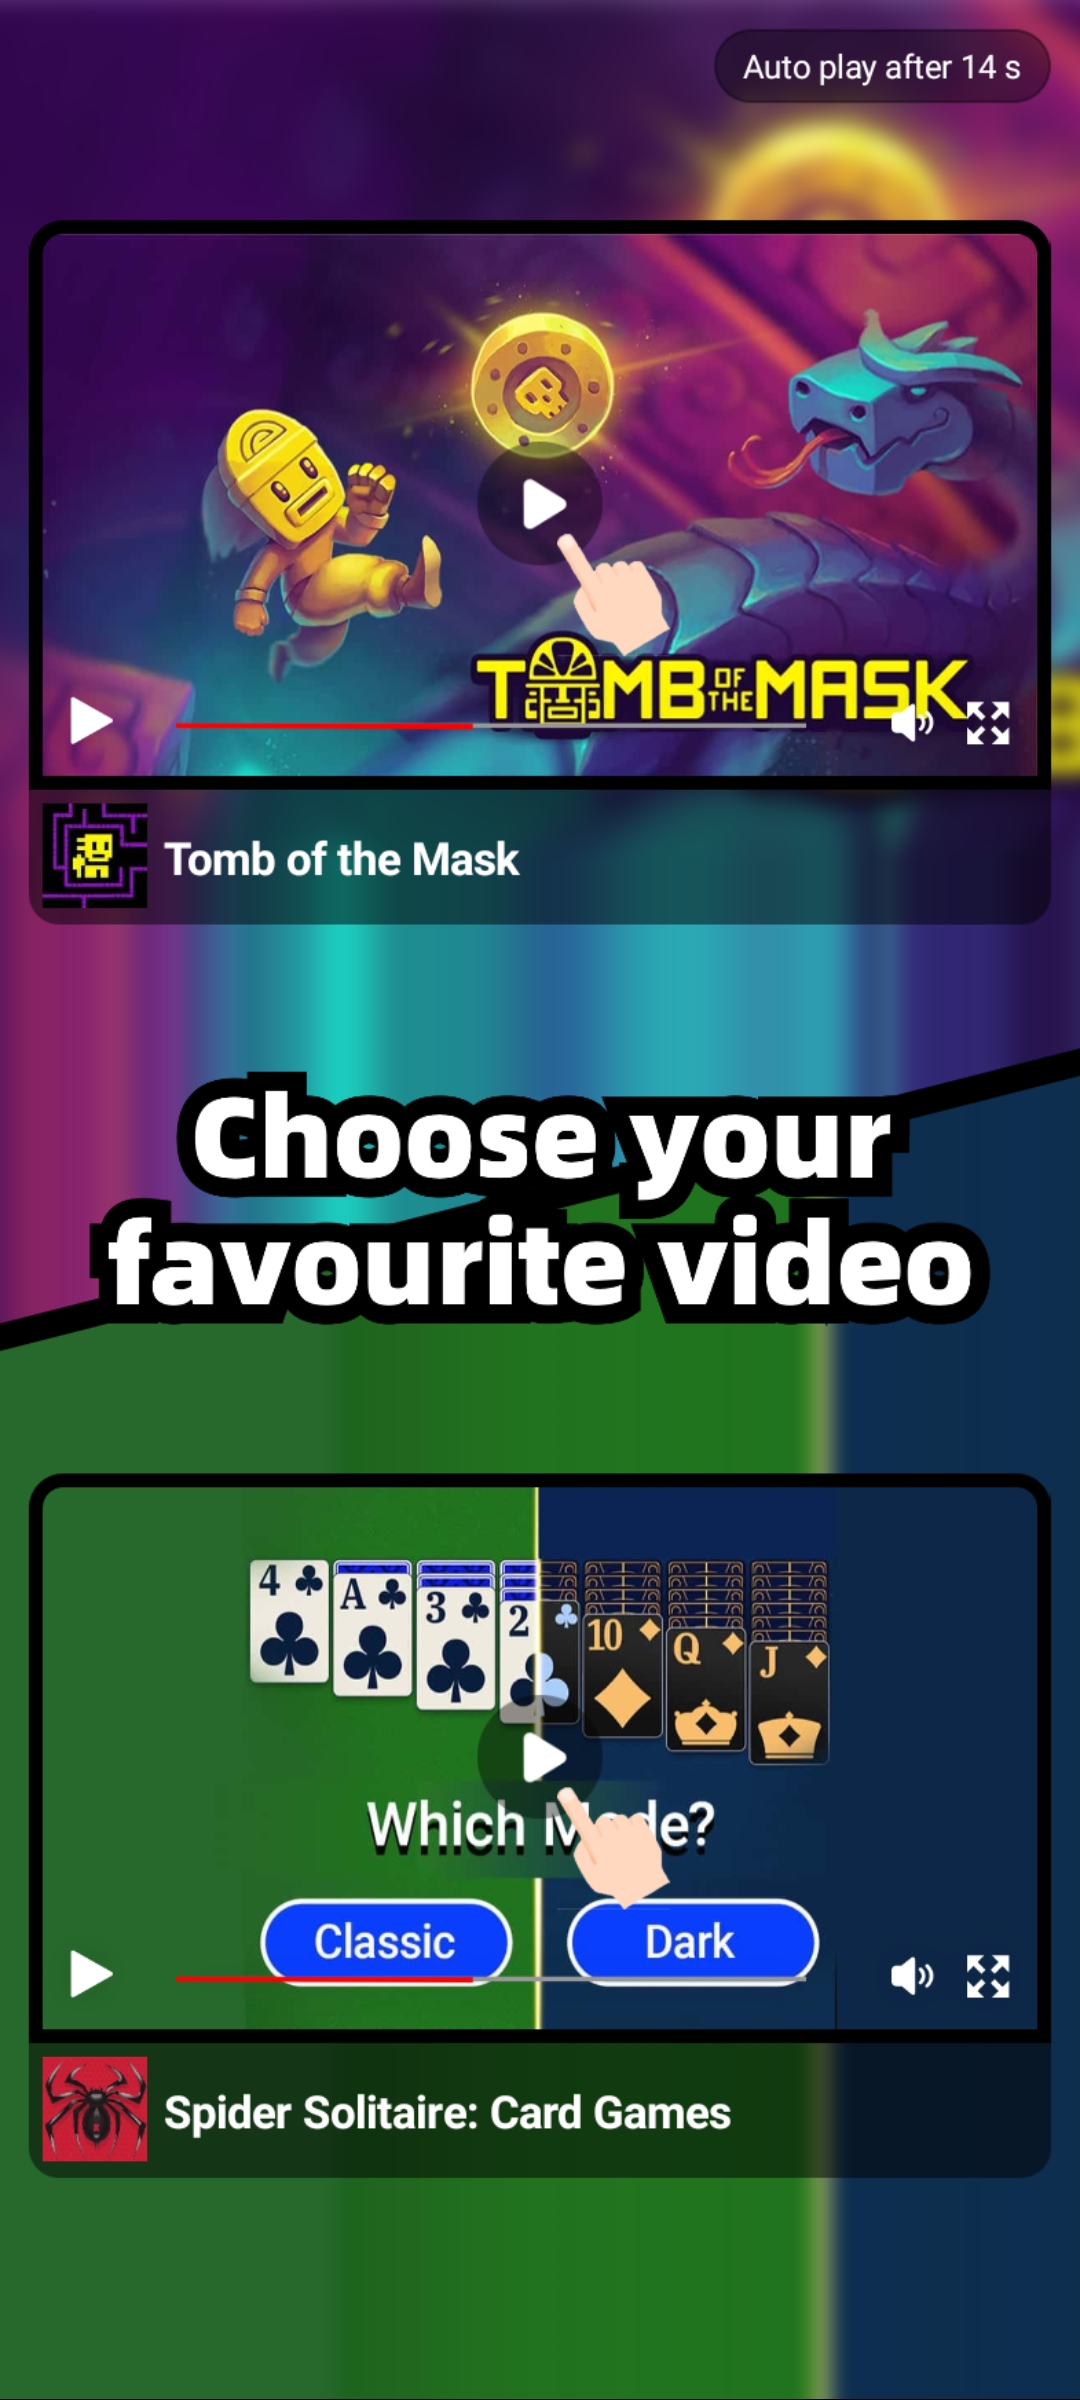 Auto play after 14 s
TOMB OF THE MASK
Tomb of the Mask
Choose your
favourite video
4 A 3 2 10 Q J
Which Mode?
Classic Dark
Spider Solitaire: Card Games